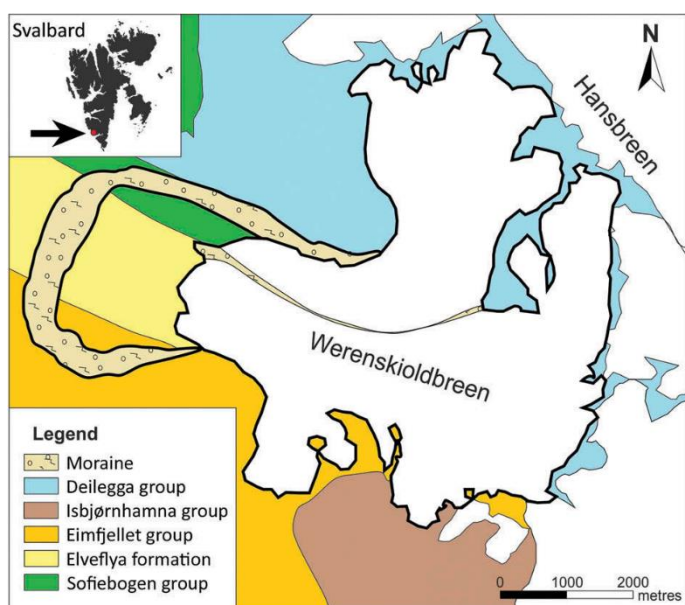 Svalbard
N
Hansbreen
Werenskioldbreen
Legend
Moraine
Deilegga group
Isbjørnhamna group
Eimfjellet group
Elveflya formation
Sofiebogen group
0 1000 2000
metres